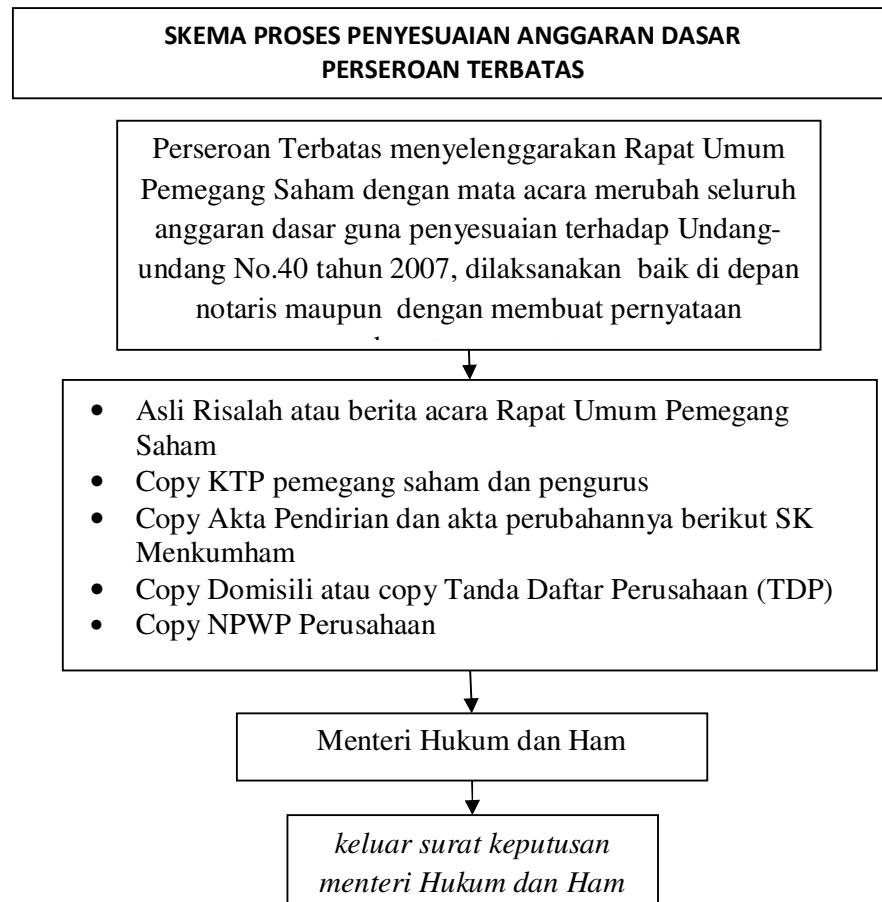 SKEMA PROSES PENYESUAIAN ANGGARAN DASAR
PERSEROAN TERBATAS
Perseroan Terbatas menyelenggarakan Rapat Umum
Pemegang Saham dengan mata acara merubah seluruh
anggaran dasar guna penyesuaian terhadap Undang-
undang No.40 tahun 2007, dilaksanakan baik di depan
notaris maupun dengan membuat pernyataan
• Asli Risalah atau berita acara Rapat Umum Pemegang
Saham
• Copy KTP pemegang saham dan pengurus
• Copy Akta Pendirian dan akta perubahannya berikut SK
Menkumham
• Copy Domisili atau copy Tanda Daftar Perusahaan (TDP)
• Copy NPWP Perusahaan
Menteri Hukum dan Ham
keluar surat keputusan
menteri Hukum dan Ham